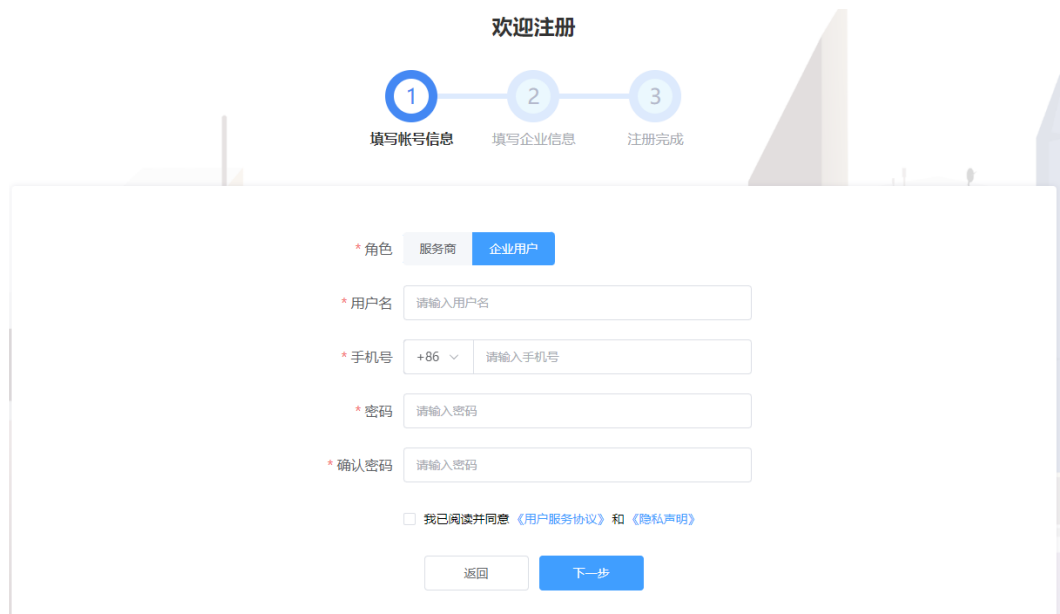 欢迎注册
1 2 3
填写帐号信息 填写企业信息 注册完成
* 角色 服务商 企业用户
* 用户名 请输入用户名
* 手机号 +86 请输入手机号
* 密码 请输入密码
* 确认密码 请输入密码
我已阅读并同意 《用户服务协议》 和 《隐私声明》
返回 下一步